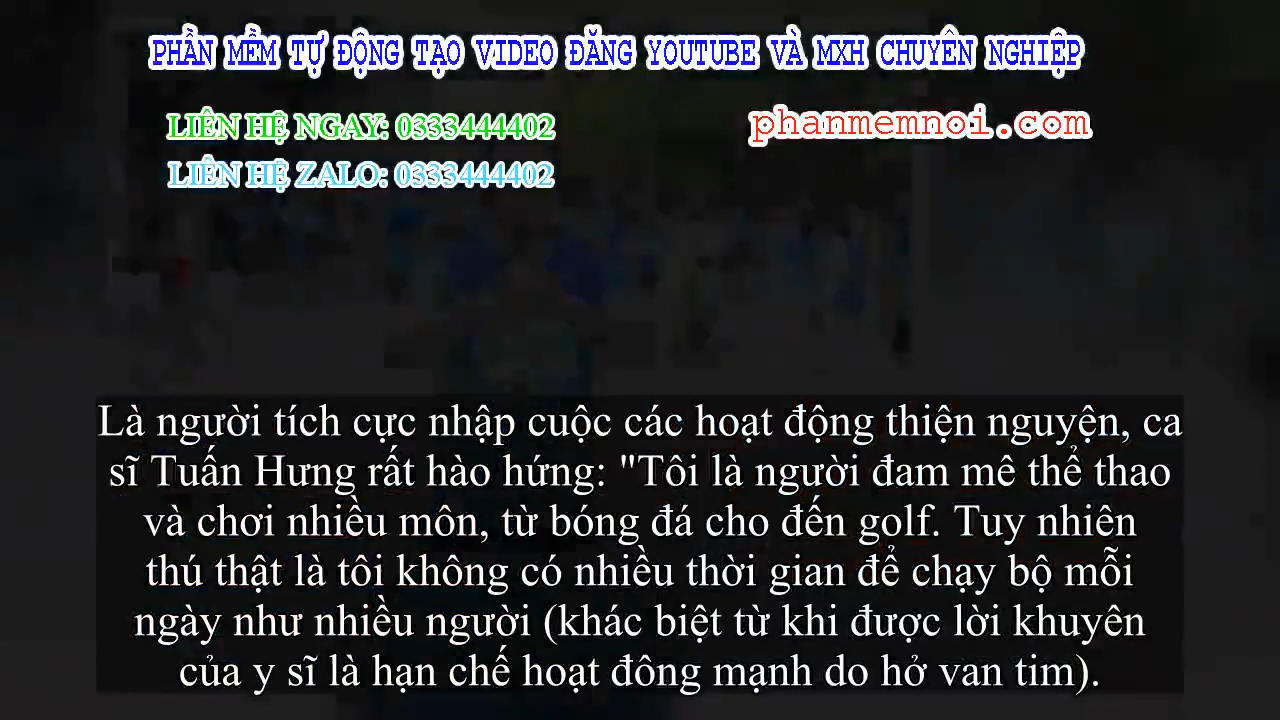 PHẦN MỀM TỰ ĐỘNG TẠO VIDEO ĐĂNG YOUTUBE VÀ MXH CHUYÊN NGHIỆP
LIÊN HỆ NGAY: 0333444402
phanmemnoi.com
LIÊN HỆ ZALO: 0333444402
Là người tích cực nhập cuộc các hoạt động thiện nguyện, ca
sĩ Tuấn Hưng rất hào hứng: "Tôi là người đam mê thể thao
và chơi nhiều môn, từ bóng đá cho đến golf. Tuy nhiên
thú thật là tôi không có nhiều thời gian để chạy bộ mỗi
ngày như nhiều người (khác biệt từ khi được lời khuyên
của y sĩ là hạn chế hoạt đông mạnh do hở van tim).